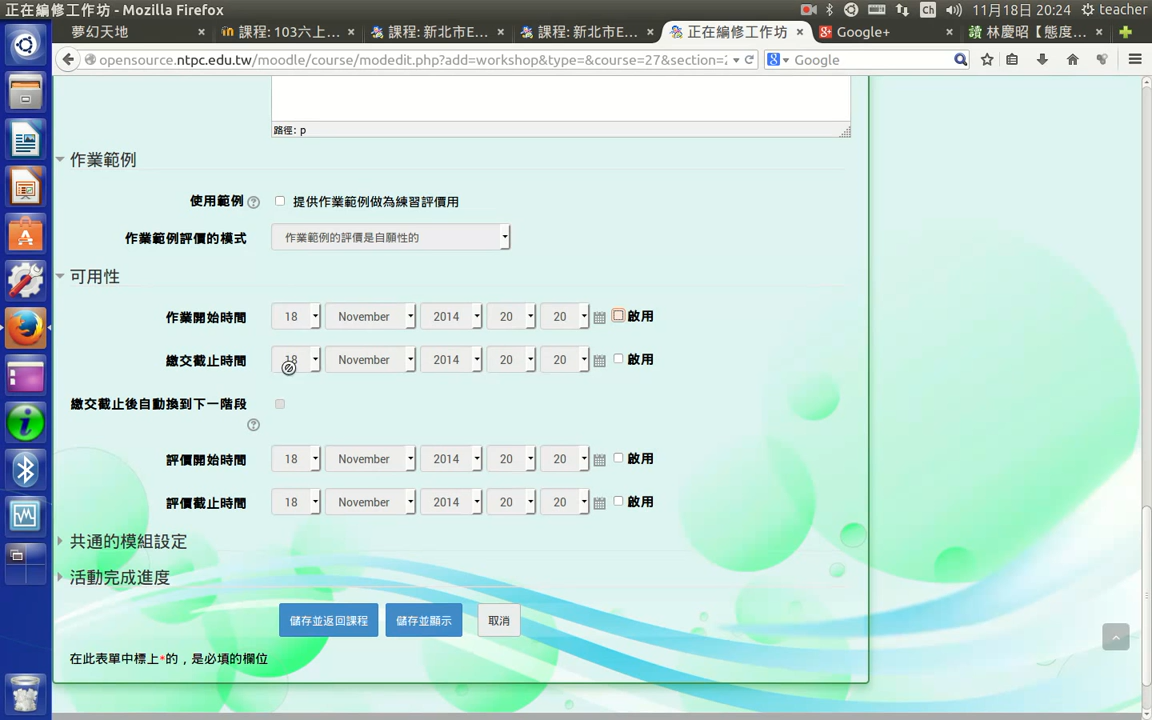 正在編修工作坊 - Mozilla Firefox
Ch
11月18日 20:24
teacher
夢幻天地
課程: 103六上...
課程: 新北市E...
課程: 新北市E...
正在編修工作坊
Google+
林慶昭【態度...
opensource.ntpc.edu.tw/moodle/course/modedit.php?add=workshop&type=&course=27&section=
Google
路徑: p
作業範例
使用範例
提供作業範例做為練習評價用
作業範例評價的模式
作業範例的評價是自願性的
可用性
作業開始時間 18 November 2014 20 20 啟用
繳交截止時間 18 November 2014 20 20 啟用
繳交截止後自動換到下一階段
評價開始時間 18 November 2014 20 20 啟用
評價截止時間 18 November 2014 20 20 啟用
共通的模組設定
活動完成進度
儲存並返回課程 儲存並顯示 取消
在此表單中標上*的，是必填的欄位